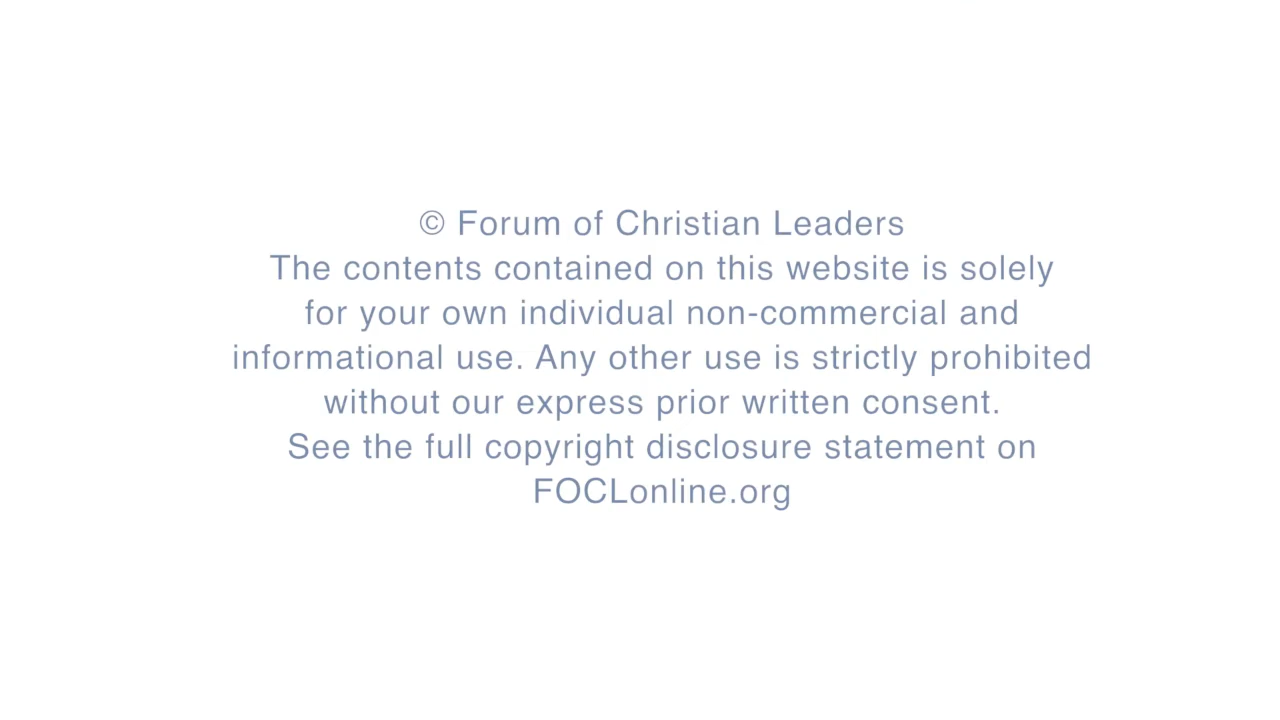 © Forum of Christian Leaders
The contents contained on this website is solely
for your own individual non-commercial and
informational use. Any other use is strictly prohibited
without our express prior written consent.
See the full copyright disclosure statement on
FOCLonline.org